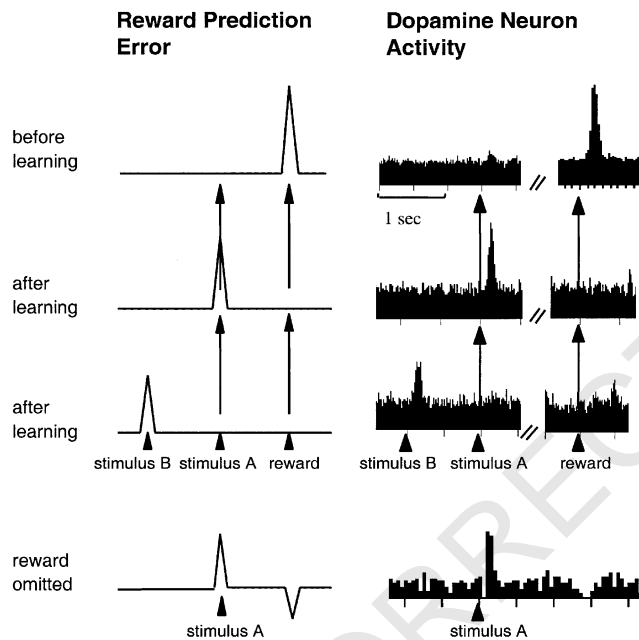 Reward Prediction
Error
Dopamine Neuron
Activity
before
learning
1 sec
after
learning
after
learning
stimulus B stimulus A reward
stimulus B stimulus A reward
reward
omitted
stimulus A
stimulus A
RRECT